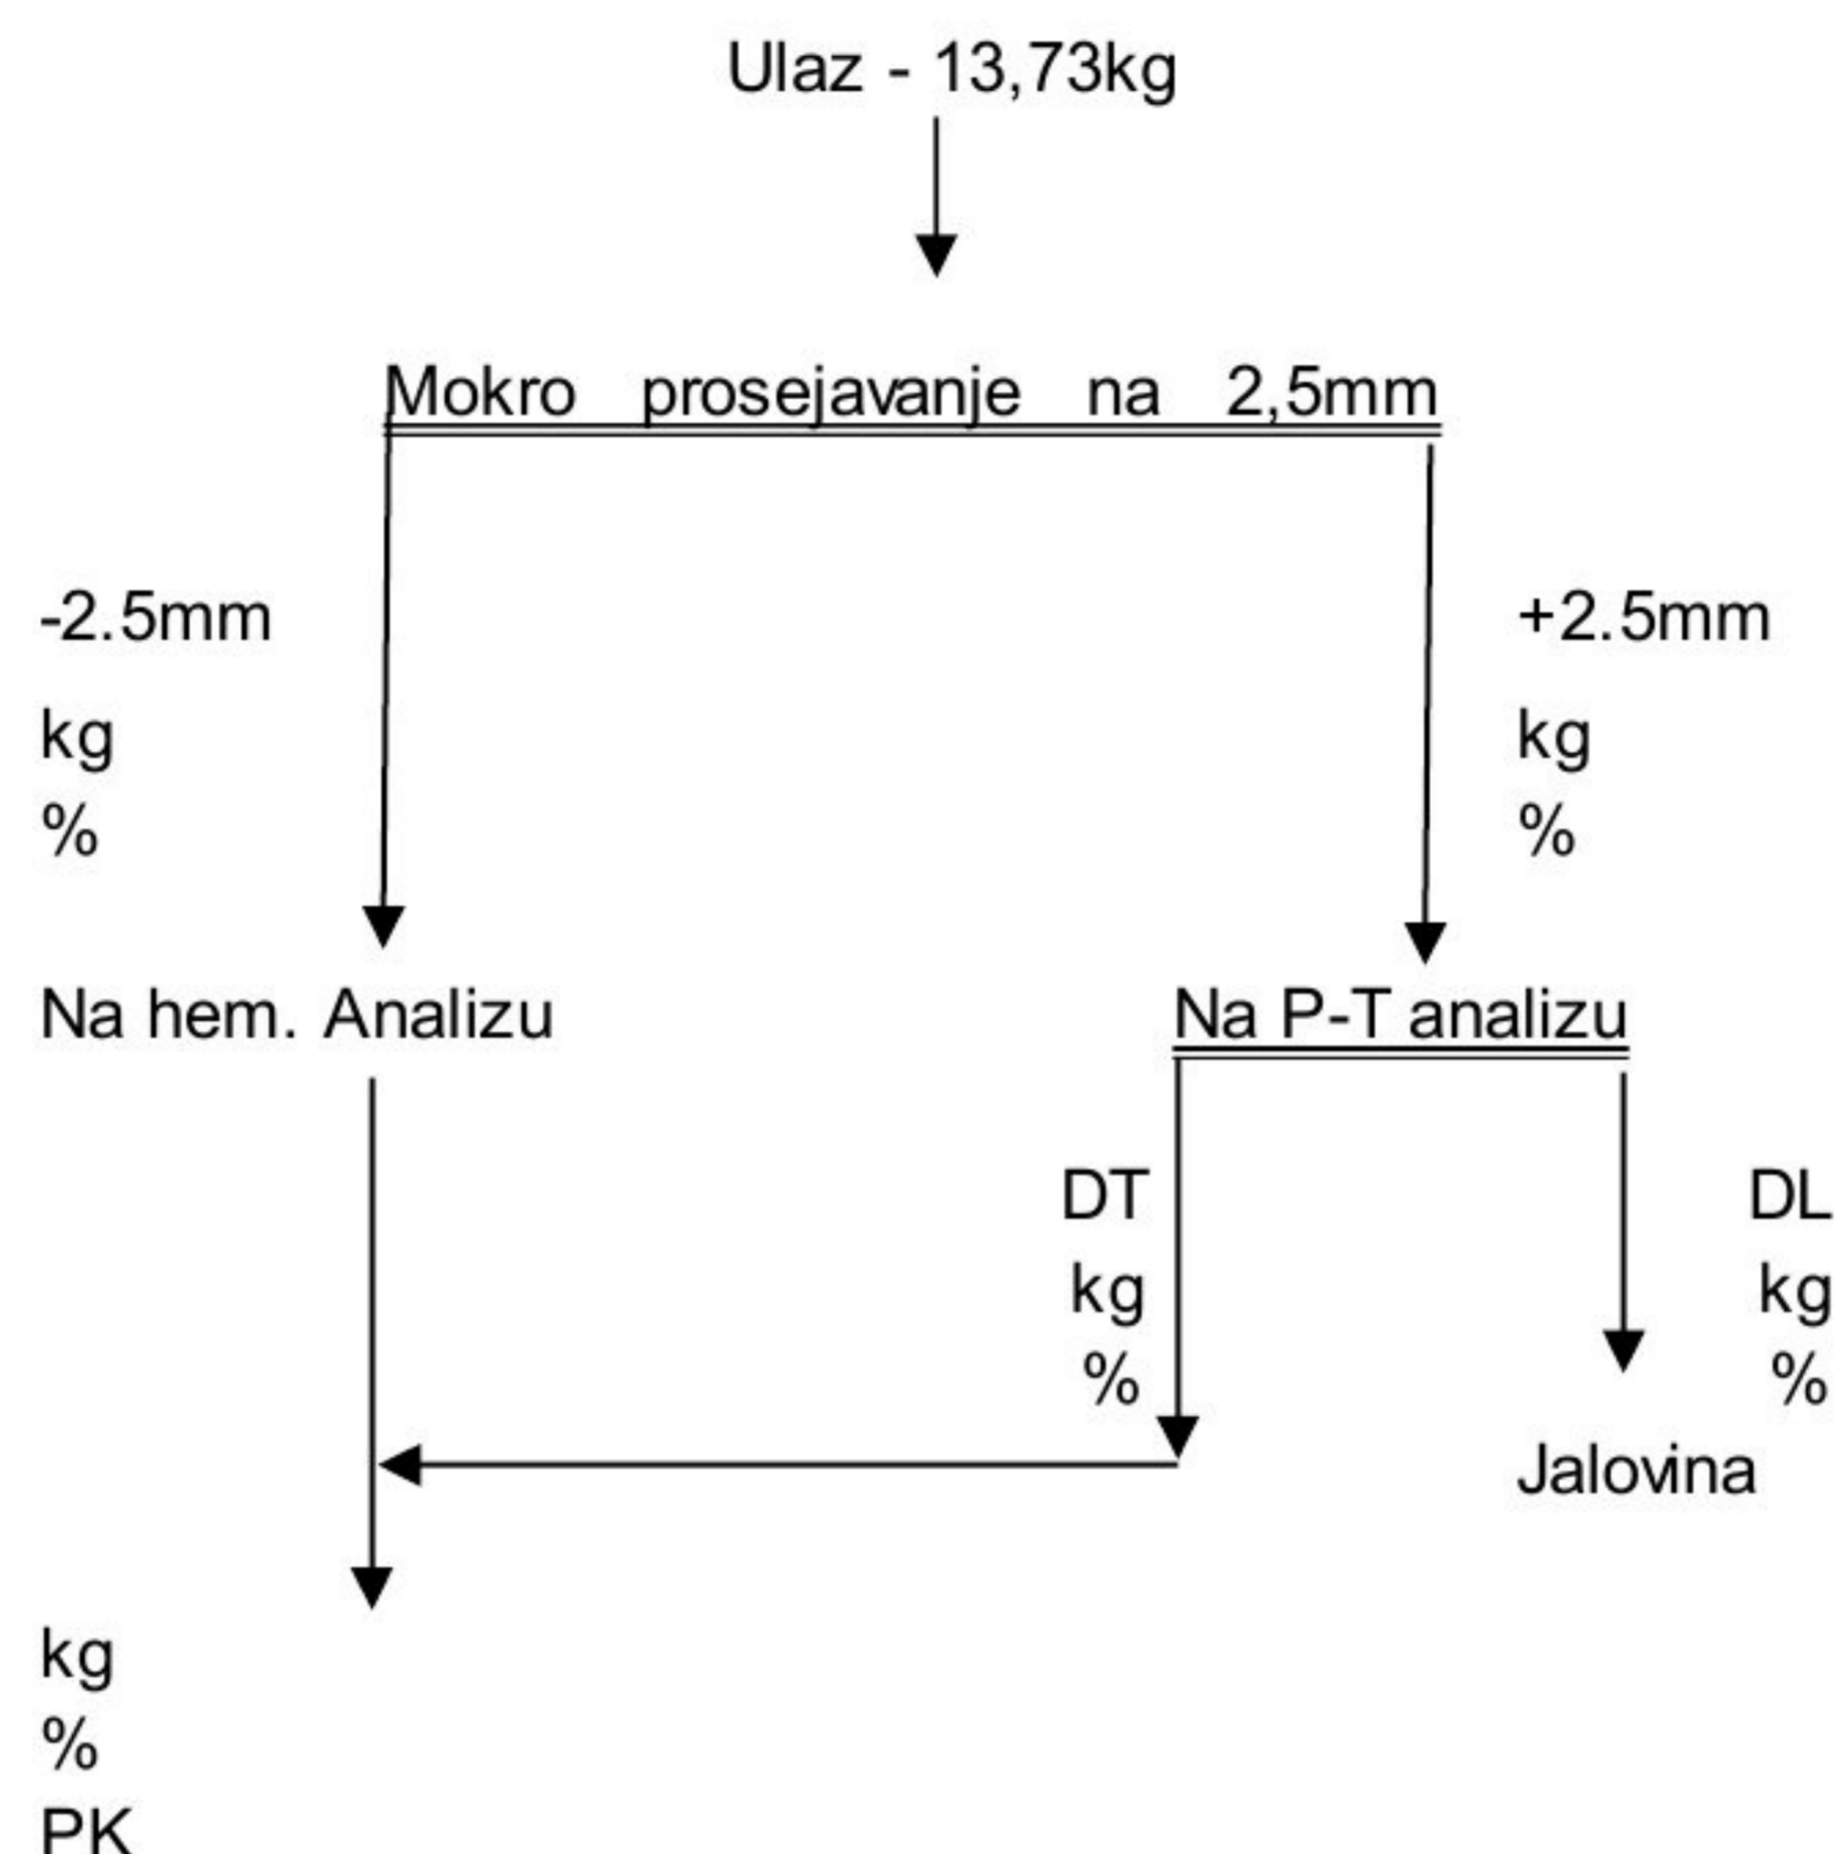 Ulaz - 13,73kg
Mokro prosejavanje na 2,5mm
-2.5mm
kg
%
+2.5mm
kg
%
Na hem. Analizu
Na P-T analizu
DT
kg
%
DL
kg
%
Jalovina
kg
%
PK